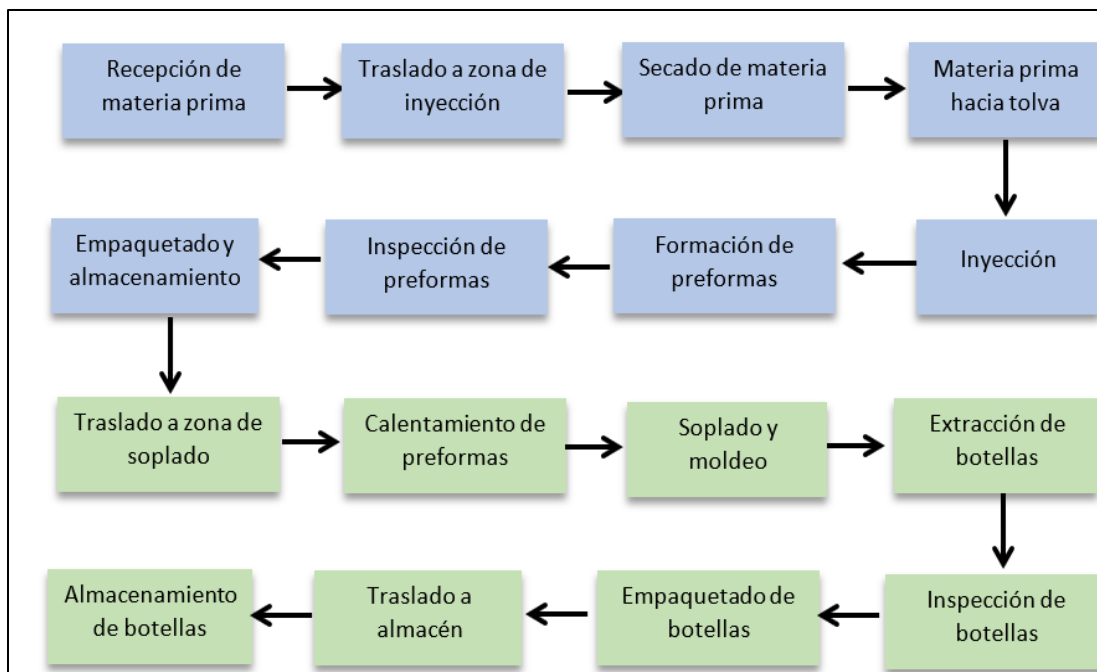 Recepción de
materia prima
Traslado a zona de
inyección
Secado de materia
prima
Materia prima
hacia tolva
Empaquetado y
almacenamiento
Inspección de
preformas
Formación de
preformas
Inyección
Traslado a zona de
soplado
Calentamiento de
preformas
Soplado y
moldeo
Extracción de
botellas
Almacenamiento
de botellas
Traslado a
almacén
Empaquetado de
botellas
Inspección de
botellas